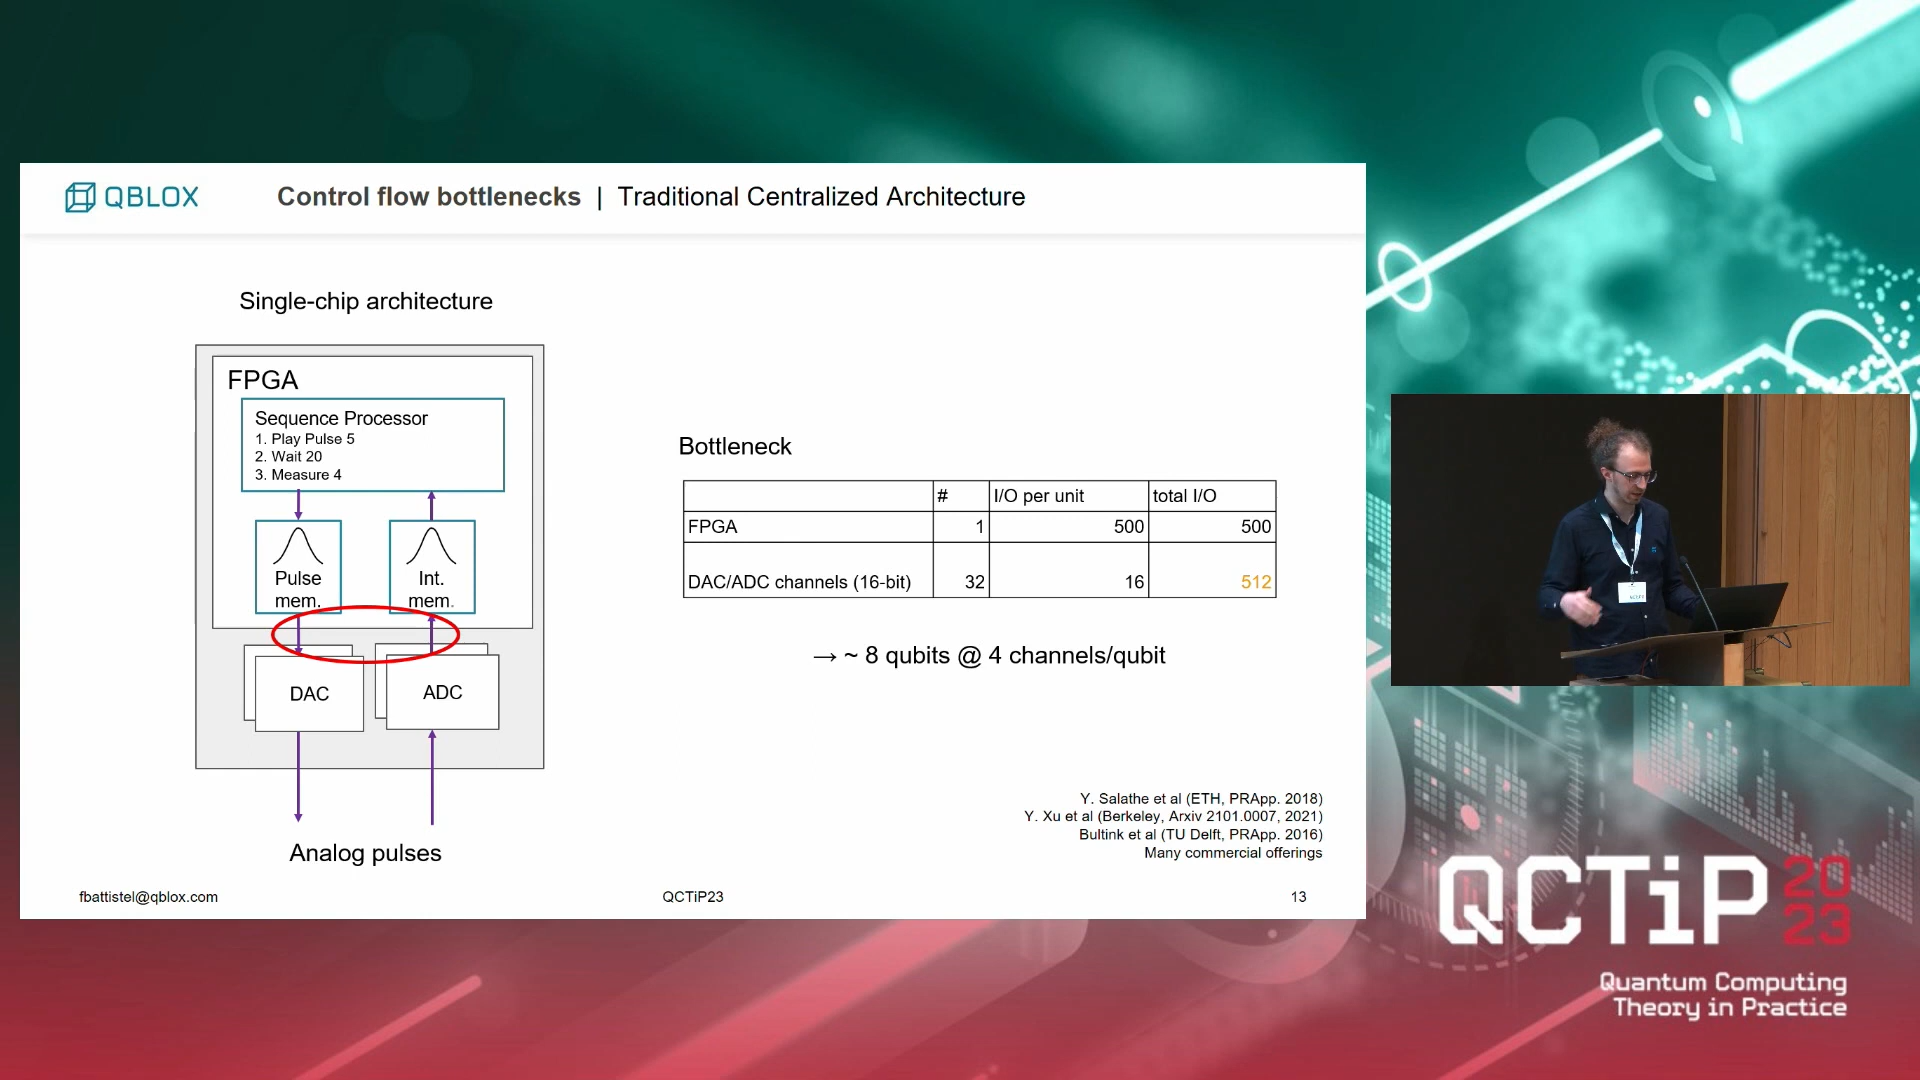 QBLOX
Control flow bottlenecks | Traditional Centralized Architecture
Single-chip architecture
FPGA
Sequence Processor
1. Play Pulse 5
2. Wait 20
3. Measure 4
Pulse
mem.
Int.
mem.
DAC
ADC
Analog pulses
Bottleneck
# I/O per unit total I/O
FPGA 1 500 500
DAC/ADC channels (16-bit) 32 16 512
→ ~ 8 qubits @ 4 channels/qubit
Y. Salathe et al (ETH, PRApp. 2018)
Y. Xu et al (Berkeley, Arxiv 2101.0007, 2021)
Bultink et al (TU Delft, PRApp. 2016)
Many commercial offerings
fbattistel@qblox.com
QCTiP23
13
QCTiP 2023
Quantum Computing
Theory in Practice